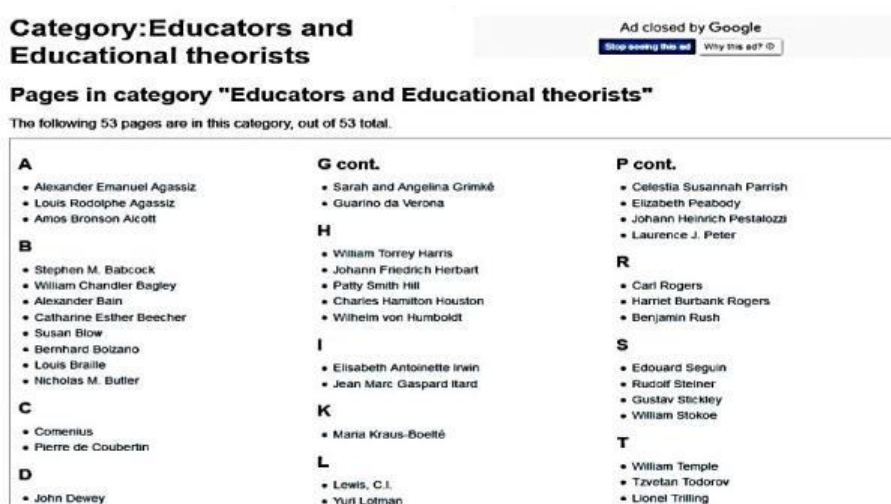 Category:Educators and
Educational theorists
Ad closed by Google
Stop seeing this ad Why this ad?
Pages in category "Educators and Educational theorists"
The following 53 pages are in this category, out of 53 total.
A
• Alexander Emanuel Agassiz
• Louis Rodolphe Agassiz
• Amos Bronson Alcott
B
• Stephen M. Babcock
• William Chandler Bagley
• Alexander Bain
• Catharine Esther Beecher
• Susan Blow
• Bernhard Bolzano
• Louis Braille
• Nicholas M. Butler
C
• Comenius
• Pierre de Coubertin
D
• John Dewey
G cont.
• Sarah and Angelina Grimké
• Guarino da Verona
H
• William Torrey Harris
• Johann Friedrich Herbart
• Patty Smith Hill
• Charles Hamilton Houston
• Wilhelm von Humboldt
I
• Elisabeth Antoinette Irwin
• Jean Marc Gaspard Itard
K
• Maria Kraus-Boelté
L
• Lewis, C.I.
• Yuri Lotman
P cont.
• Celestia Susannah Parrish
• Elizabeth Peabody
• Johann Heinrich Pestalozzi
• Laurence J. Peter
R
• Carl Rogers
• Harriet Burbank Rogers
• Benjamin Rush
S
• Edouard Seguin
• Rudolf Steiner
• Gustav Stickley
• William Stokoe
T
• William Temple
• Tzvetan Todorov
• Lionel Trilling